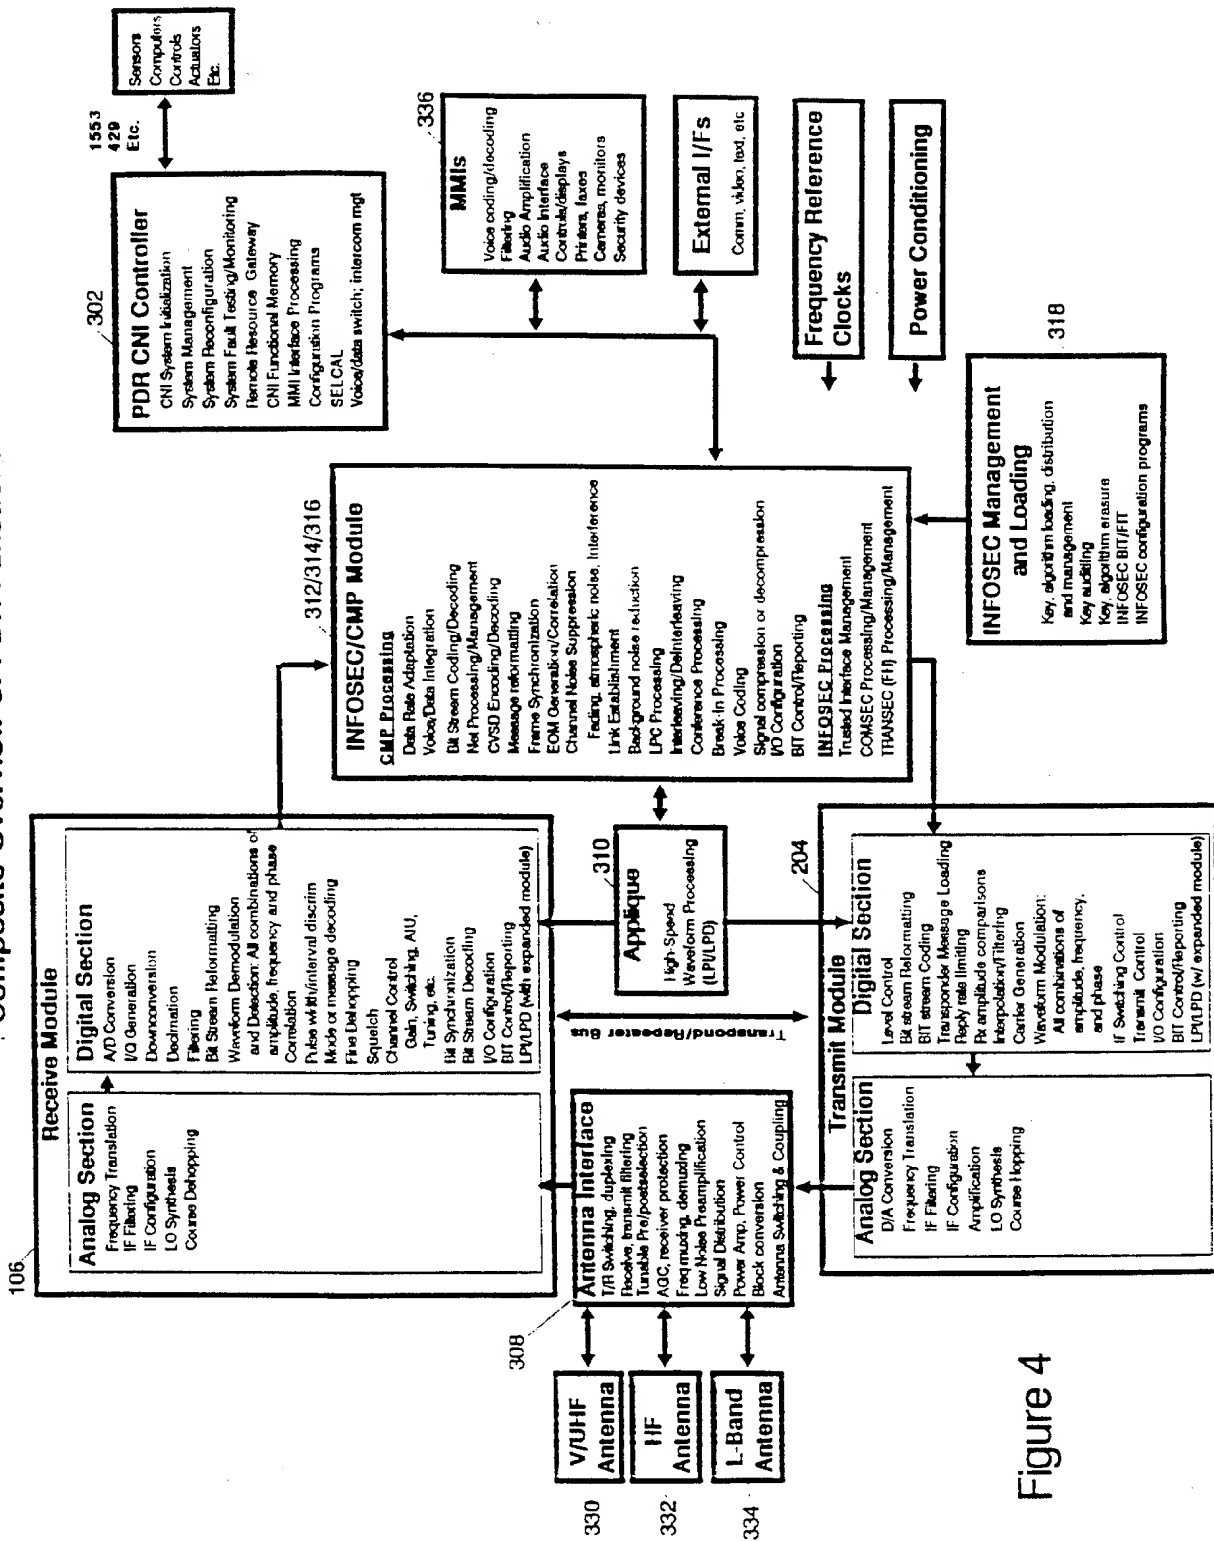 Composite Overview of PDR Functions
106
Receive Module
Analog Section
Frequency Translation
IF Filtering
IF Configuration
LO Synthesis
Course Dehopping
Digital Section
A/D Conversion
I/Q Generation
Downconversion
Decimation
Filtering
Bit Stream Reformatting
Waveform Demodulation
and Detection: All combinations of
amplitude, frequency and phase
Correlation
Pulse width/interval discrim
Mode or message decoding
Fine Dehopping
Squelch
Channel Control
Gain, Switching, AIU,
Tuning, etc.
Bit Synchronization
Bit Stream Decoding
I/O Configuration
BIT Control/Reporting
LPI/LPD (with expanded module)
312/314/316
INFOSEC/CMP Module
CMP Processing
Data Rate Adaptation
Voice/Data Integration
Bit Stream Coding/Decoding
Net Processing/Management
CVSD Encoding/Decoding
Message reformatting
Frame Synchronization
EOM Generation/Correlation
Channel Noise Suppression
Fading, atmospheric noise, Interference
Link Establishment
Background noise reduction
LPC Processing
Interleaving/DeInterleaving
Conference Processing
Break-In Processing
Voice Coding
Signal compression or decompression
I/O Configuration
BIT Control/Reporting
INFOSEC Processing
Trusted Interface Management
COMSEC Processing/Management
TRANSEC (FH) Processing/Management
302
PDR CNI Controller
CNI System Initialization
System Management
System Reconfiguration
System Fault Testing/Monitoring
Remote Resource Gateway
CNI Functional Memory
MMI Interface Processing
Configuration Programs
SELCAL
Voice/data switch; intercom mgt
1553
429
Etc.
Sensors
Computers
Controls
Actuators
Etc.
336
MMIs
Voice coding/decoding
Filtering
Audio Amplification
Audio Interface
Controls/displays
Printers, faxes
Cameras, monitors
Security devices
External I/Fs
Comm, video, text, etc
Frequency Reference
Clocks
Power Conditioning
318
INFOSEC Management
and Loading
Key, algorithm loading, distribution
and management
Key auditing
Key algorithm erasure
INFOSEC BIT/FIT
INFOSEC configuration programs
310
Applique
High-Speed
Waveform Processing
(LPI/LPD)
Transpond/Repeater Bus
308
Antenna Interface
T/R Switching, duplexing
Receive, transmit filtering
Tunable Pre/postselection
AGC, receiver protection
Freq muxing, demuxing
Low Noise Preamplification
Signal Distribution
Power Amp, Power Control
Block conversion
Antenna Switching & Coupling
330
V/UHF
Antenna
332
HF
Antenna
334
L-Band
Antenna
204
Transmit Module
Analog Section
D/A Conversion
Frequency Translation
IF Filtering
IF Configuration
Amplification
LO Synthesis
Course Hopping
Digital Section
Level Control
Bit stream Reformatting
BIT stream Coding
Transponder Message Loading
Reply rate limiting
Rx amplitude comparisons
Interpolation/Filtering
Carrier Generation
Waveform Modulation:
All combinations of
amplitude, frequency,
and phase
IF Switching Control
Transmit Control
I/O Configuration
BIT Control/Reporting
LPI/LPD (w/ expanded module)
Figure 4